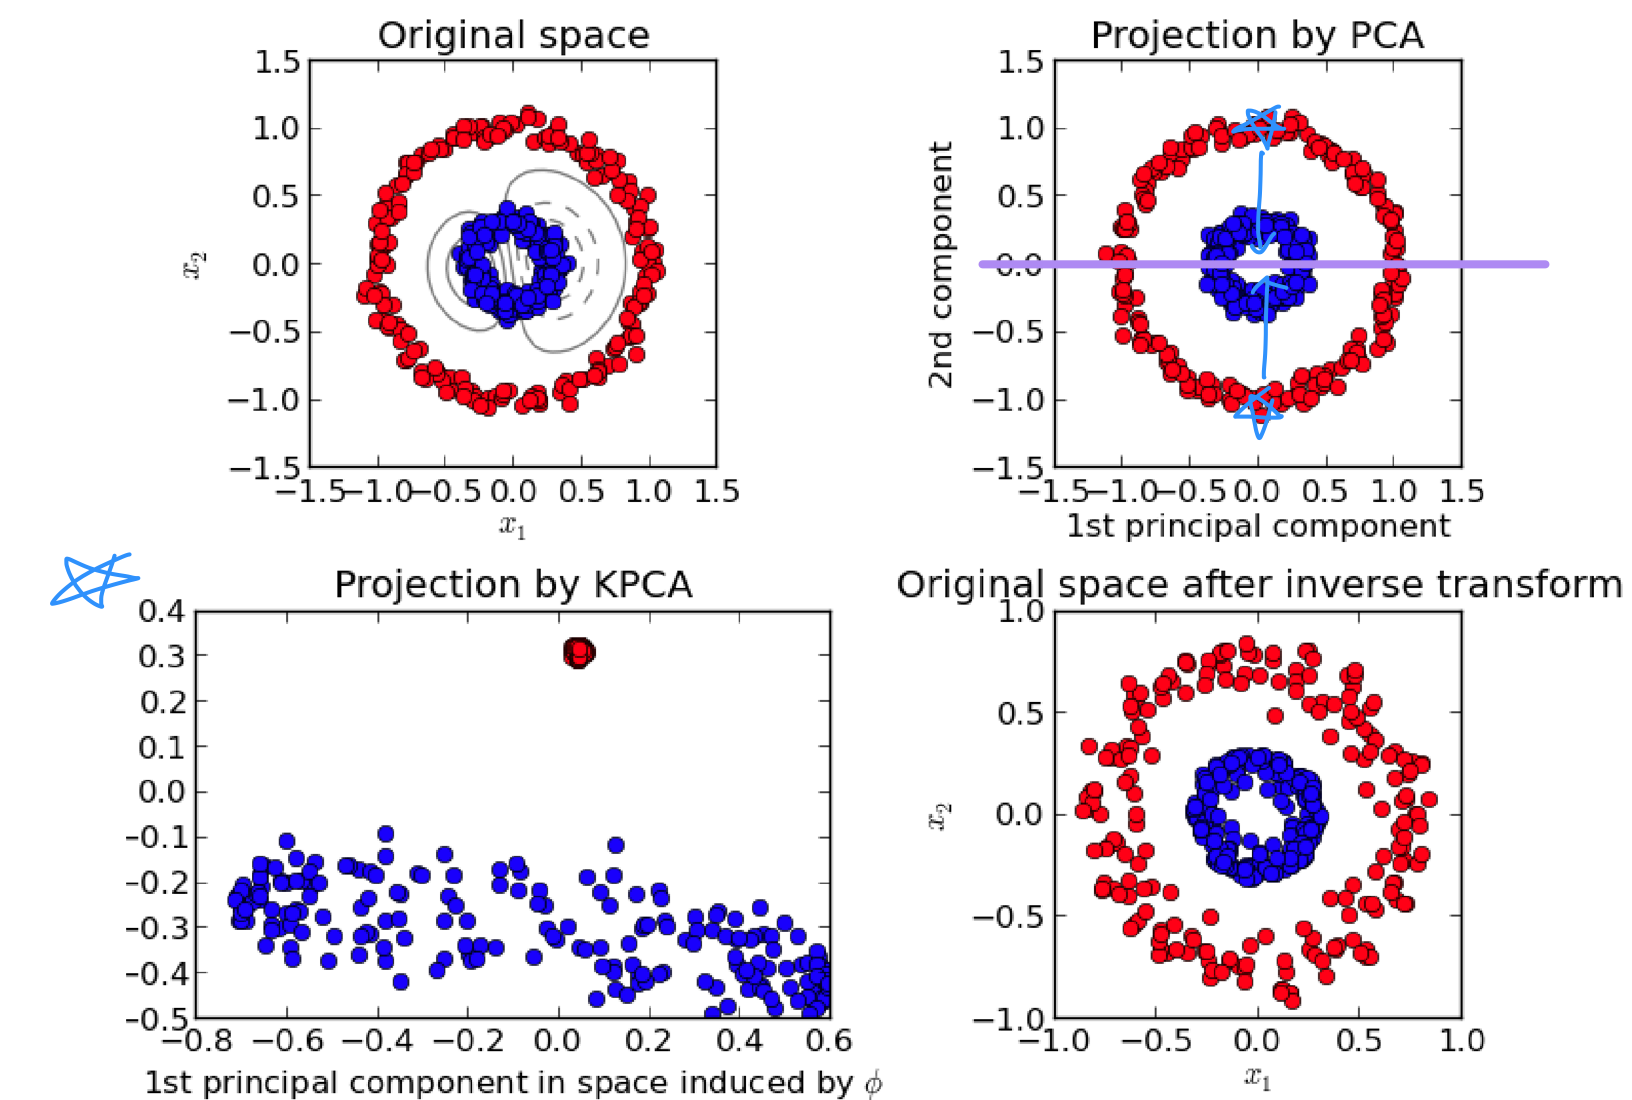 Original space
1.5
1.0
0.5
0.0
−0.5
−1.0
−1.5
x₂
−1.5 −1.0 −0.5 0.0 0.5 1.0 1.5
x₁
Projection by PCA
1.5
1.0
0.5
0.0
−0.5
−1.0
−1.5
2nd component
−1.5 −1.0 −0.5 0.0 0.5 1.0 1.5
1st principal component
Projection by KPCA
0.4
0.3
0.2
0.1
0.0
−0.1
−0.2
−0.3
−0.4
−0.5
−0.8 −0.6 −0.4 −0.2 0.0 0.2 0.4 0.6
1st principal component in space induced by ϕ
Original space after inverse transform
1.0
0.5
0.0
−0.5
−1.0
x₂
−1.0 −0.5 0.0 0.5 1.0
x₁